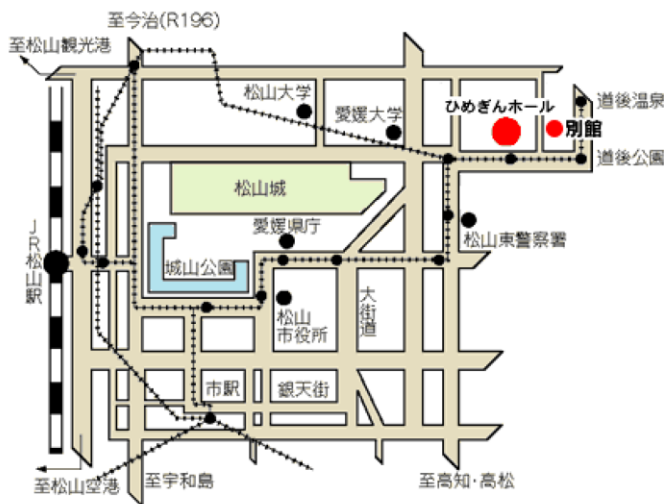 至今治(R196)
至松山観光港
松山大学
愛媛大学
ひめぎんホール
別館
道後温泉
道後公園
松山城
愛媛県庁
松山東警察署
城山公園
JR松山駅
松山
市役所
大街道
市駅
銀天街
至松山空港
至宇和島
至高知・高松